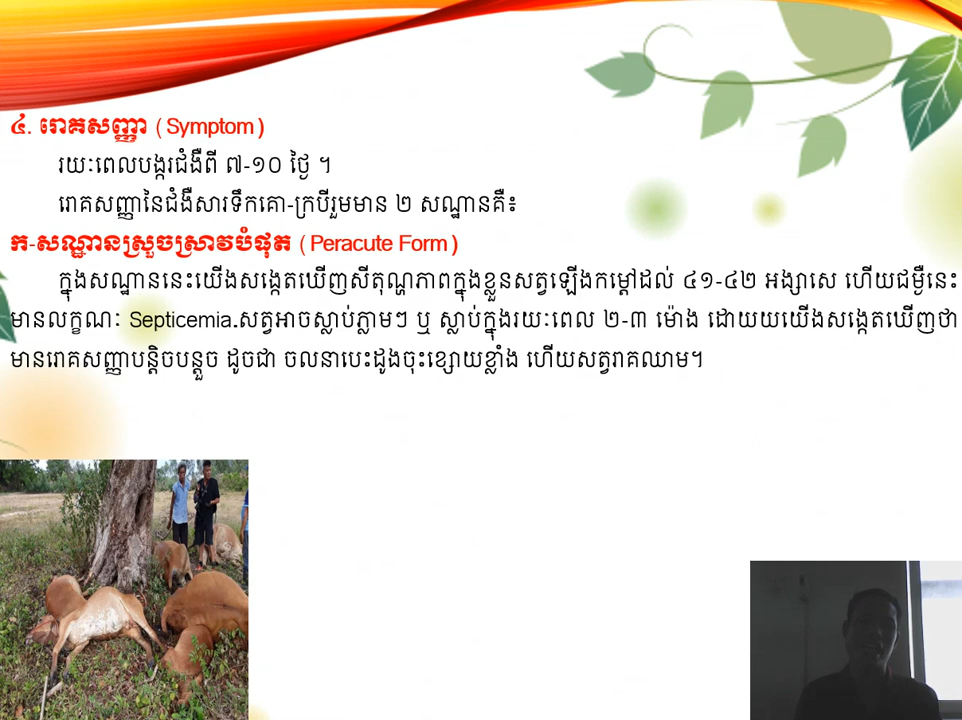 ៤. រោគសញ្ញា (Symptom)
រយៈពេលបង្ករជំងឺពី ៧-១០ ថ្ងៃ ។
រោគសញ្ញានៃជំងឺសារទឹកគោ-ក្របីរួមមាន ២ សណ្ឋានគឺ៖
ក-សណ្ឋានស្រួចស្រាវបំផុត (Peracute Form)
ក្នុងសណ្ឋាននេះយើងសង្កេតឃើញសីតុណ្ហភាពក្នុងខ្លួនសត្វឡើងកម្តៅដល់ ៤១-៤២ អង្សាសេ ហើយជម្ងឺនេះ
មានលក្ខណៈ Septicemia.សត្វអាចស្លាប់ភ្លាមៗ ឬ ស្លាប់ក្នុងរយៈពេល ២-៣ ម៉ោង ដោយយយើងសង្កេតឃើញថា
មានរោគសញ្ញាបន្តិចបន្តួច ដូចជា ចលនាបេះដូងចុះខ្សោយខ្លាំង ហើយសត្វរាគឈាម។